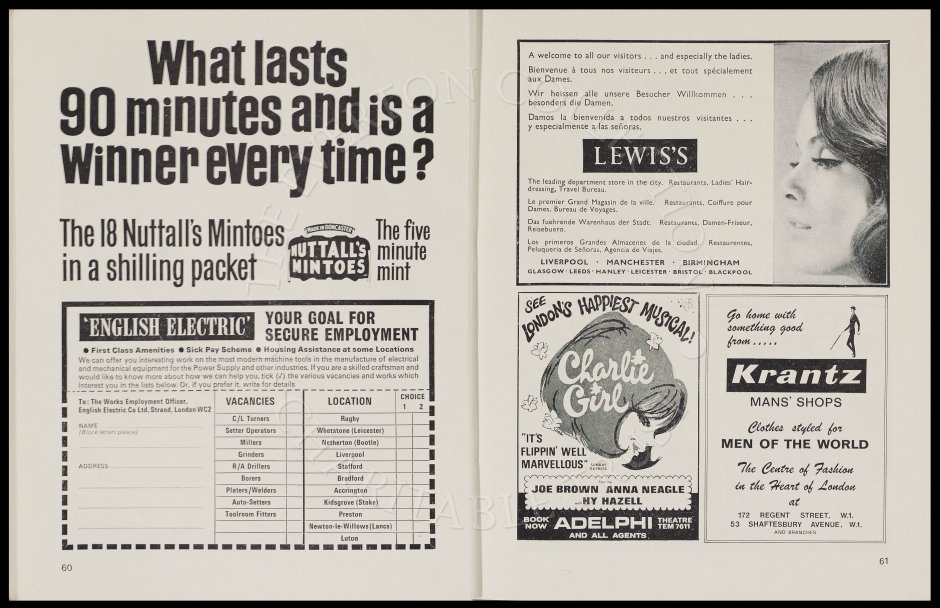 What lasts
90 minutes and is a
winner every time?
The 18 Nuttall's Mintoes
in a shilling packet
MADE IN DONCASTER
NUTTALL'S
MINTOES
The five
minute
mint
'ENGLISH ELECTRIC'
YOUR GOAL FOR
SECURE EMPLOYMENT
● First Class Amenities ● Sick Pay Scheme ● Housing Assistance at some Locations
We can offer you interesting work on the most modern machine tools in the manufacture of electrical
and mechanical equipment for the Power Supply and other industries. If you are a skilled craftsman and
would like to know more about how we can help you, tick (√) the various vacancies and works which
interest you in the lists below. Or, if you prefer it, write for details
To: The Works Employment Officer,
English Electric Co Ltd, Strand, London WC2
NAME
(Block letters please)
ADDRESS
VACANCIES
LOCATION
CHOICE
1 2
C/L Turners
Rugby
Setter Operators
Whetstone (Leicester)
Millers
Netherton (Bootle)
Grinders
Liverpool
R/A Drillers
Stafford
Borers
Bradford
Platers/Welders
Accrington
Auto-Setters
Kidsgrove (Stoke)
Toolroom Fitters
Preston
Newton-le-Willows (Lancs)
Luton
60
A welcome to all our visitors . . . and especially the ladies.
Bienvenue à tous nos visiteurs . . . et tout spécialement
aux Dames.
Wir heissen alle unsere Besucher Willkommen . . .
besonders die Damen.
Damos la bienvenida a todos nuestros visitantes . . .
y especialmente a las señoras.
LEWIS'S
The leading department store in the city. Restaurants, Ladies' Hair-
dressing, Travel Bureau.
Le premier Grand Magasin de la ville. Restaurants, Coiffure pour
Dames, Bureau de Voyages.
Das fuehrende Warenhaus der Stadt. Restaurants, Damen-Friseur,
Reisebuero.
Los primeros Grandes Almacenes de la ciudad. Restaurentes,
Peluqueria de Señoras, Agencia de Viajes.
LIVERPOOL · MANCHESTER · BIRMINGHAM
GLASGOW · LEEDS · HANLEY · LEICESTER · BRISTOL · BLACKPOOL
SEE
LONDON'S HAPPIEST MUSICAL!
Charlie
Girl
"IT'S
FLIPPIN' WELL
MARVELLOUS"
SUNDAY
EXPRESS
JOE BROWN ANNA NEAGLE
HY HAZELL
BOOK
NOW
ADELPHI
THEATRE
TEM 7611
AND ALL AGENTS
Go home with
something good
from.....
Krantz
MANS' SHOPS
Clothes styled for
MEN OF THE WORLD
The Centre of Fashion
in the Heart of London
at
172 REGENT STREET, W.1.
53 SHAFTESBURY AVENUE, W.1.
AND BRANCHES
61